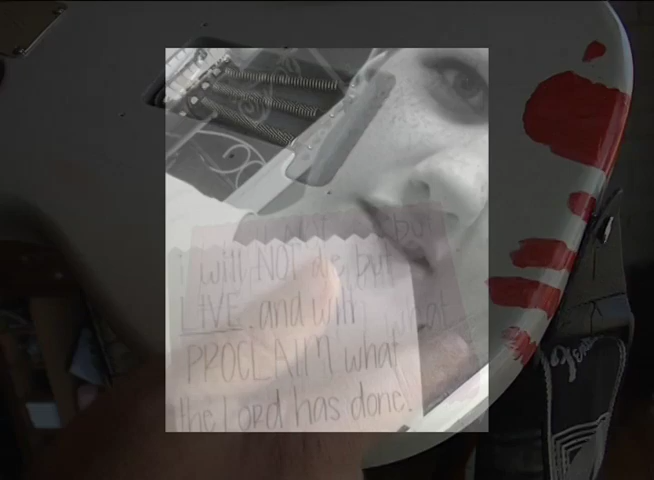 i will NOT die but
LIVE, and will
PROCLAIM what
the LORD has done!